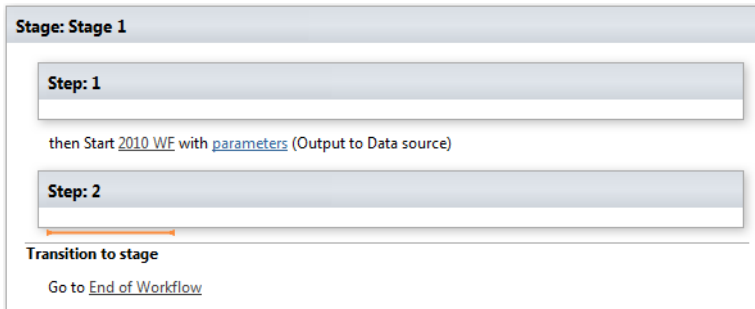 Stage: Stage 1
Step: 1
then Start 2010 WF with parameters (Output to Data source)
Step: 2
Transition to stage
Go to End of Workflow